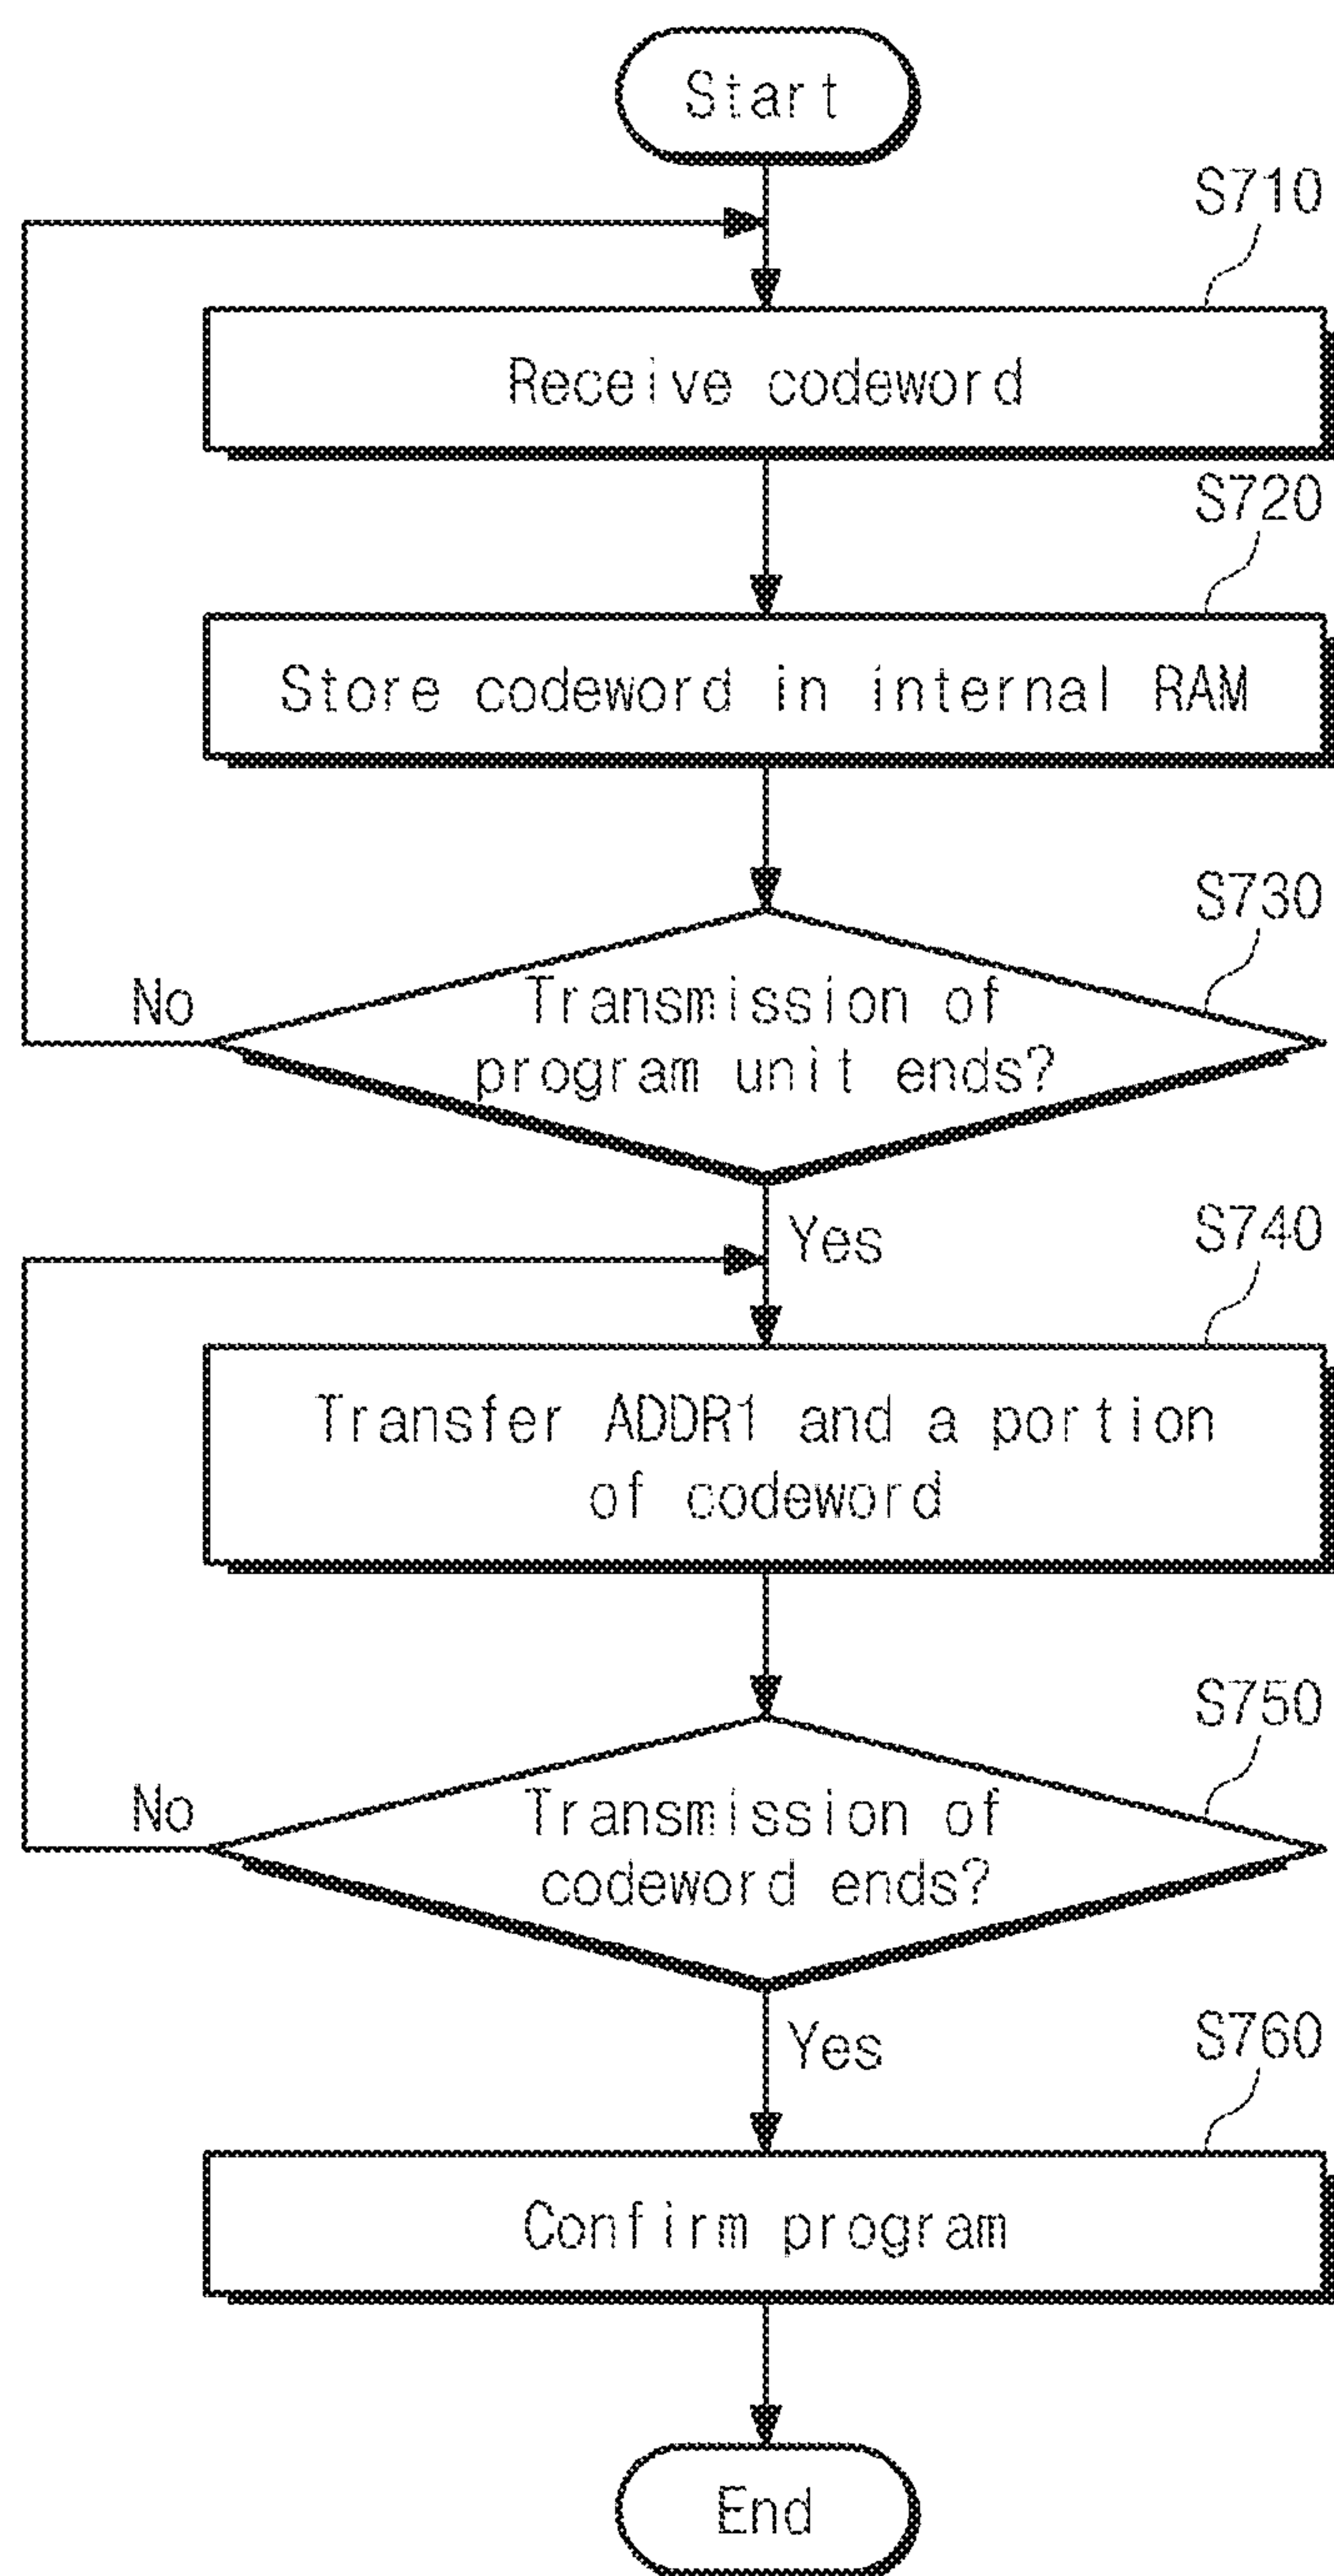 Start
S710
Receive codeword
S720
Store codeword in internal RAM
S730
No
Transmission of
program unit ends?
Yes
S740
Transfer ADDR1 and a portion
of codeword
S750
No
Transmission of
codeword ends?
Yes
S760
Confirm program
End